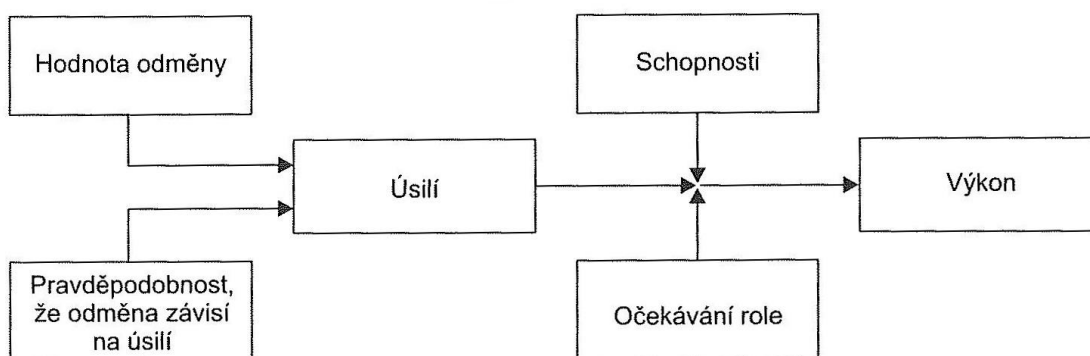 Hodnota odměny
Schopnosti
Úsilí
Výkon
Pravděpodobnost,
že odměna závisí
na úsilí
Očekávání role